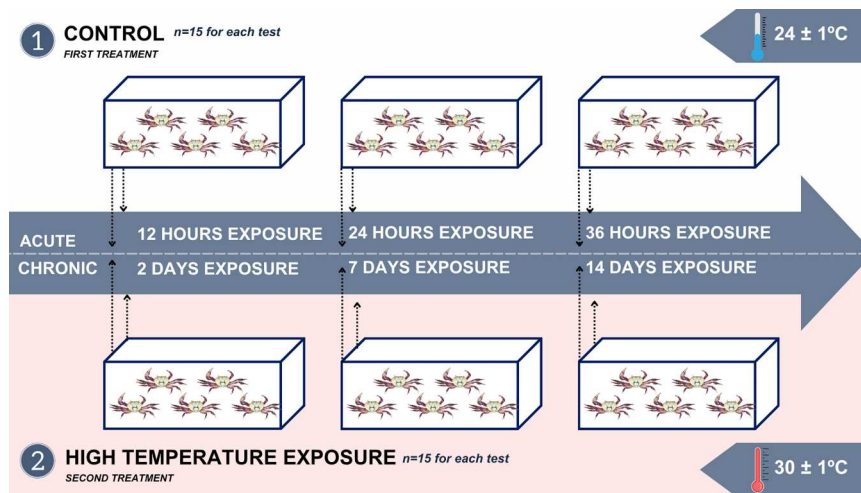 1 CONTROL n=15 for each test
FIRST TREATMENT
24 ± 1ºC
ACUTE 12 HOURS EXPOSURE 24 HOURS EXPOSURE 36 HOURS EXPOSURE
CHRONIC 2 DAYS EXPOSURE 7 DAYS EXPOSURE 14 DAYS EXPOSURE
2 HIGH TEMPERATURE EXPOSURE n=15 for each test
SECOND TREATMENT
30 ± 1ºC